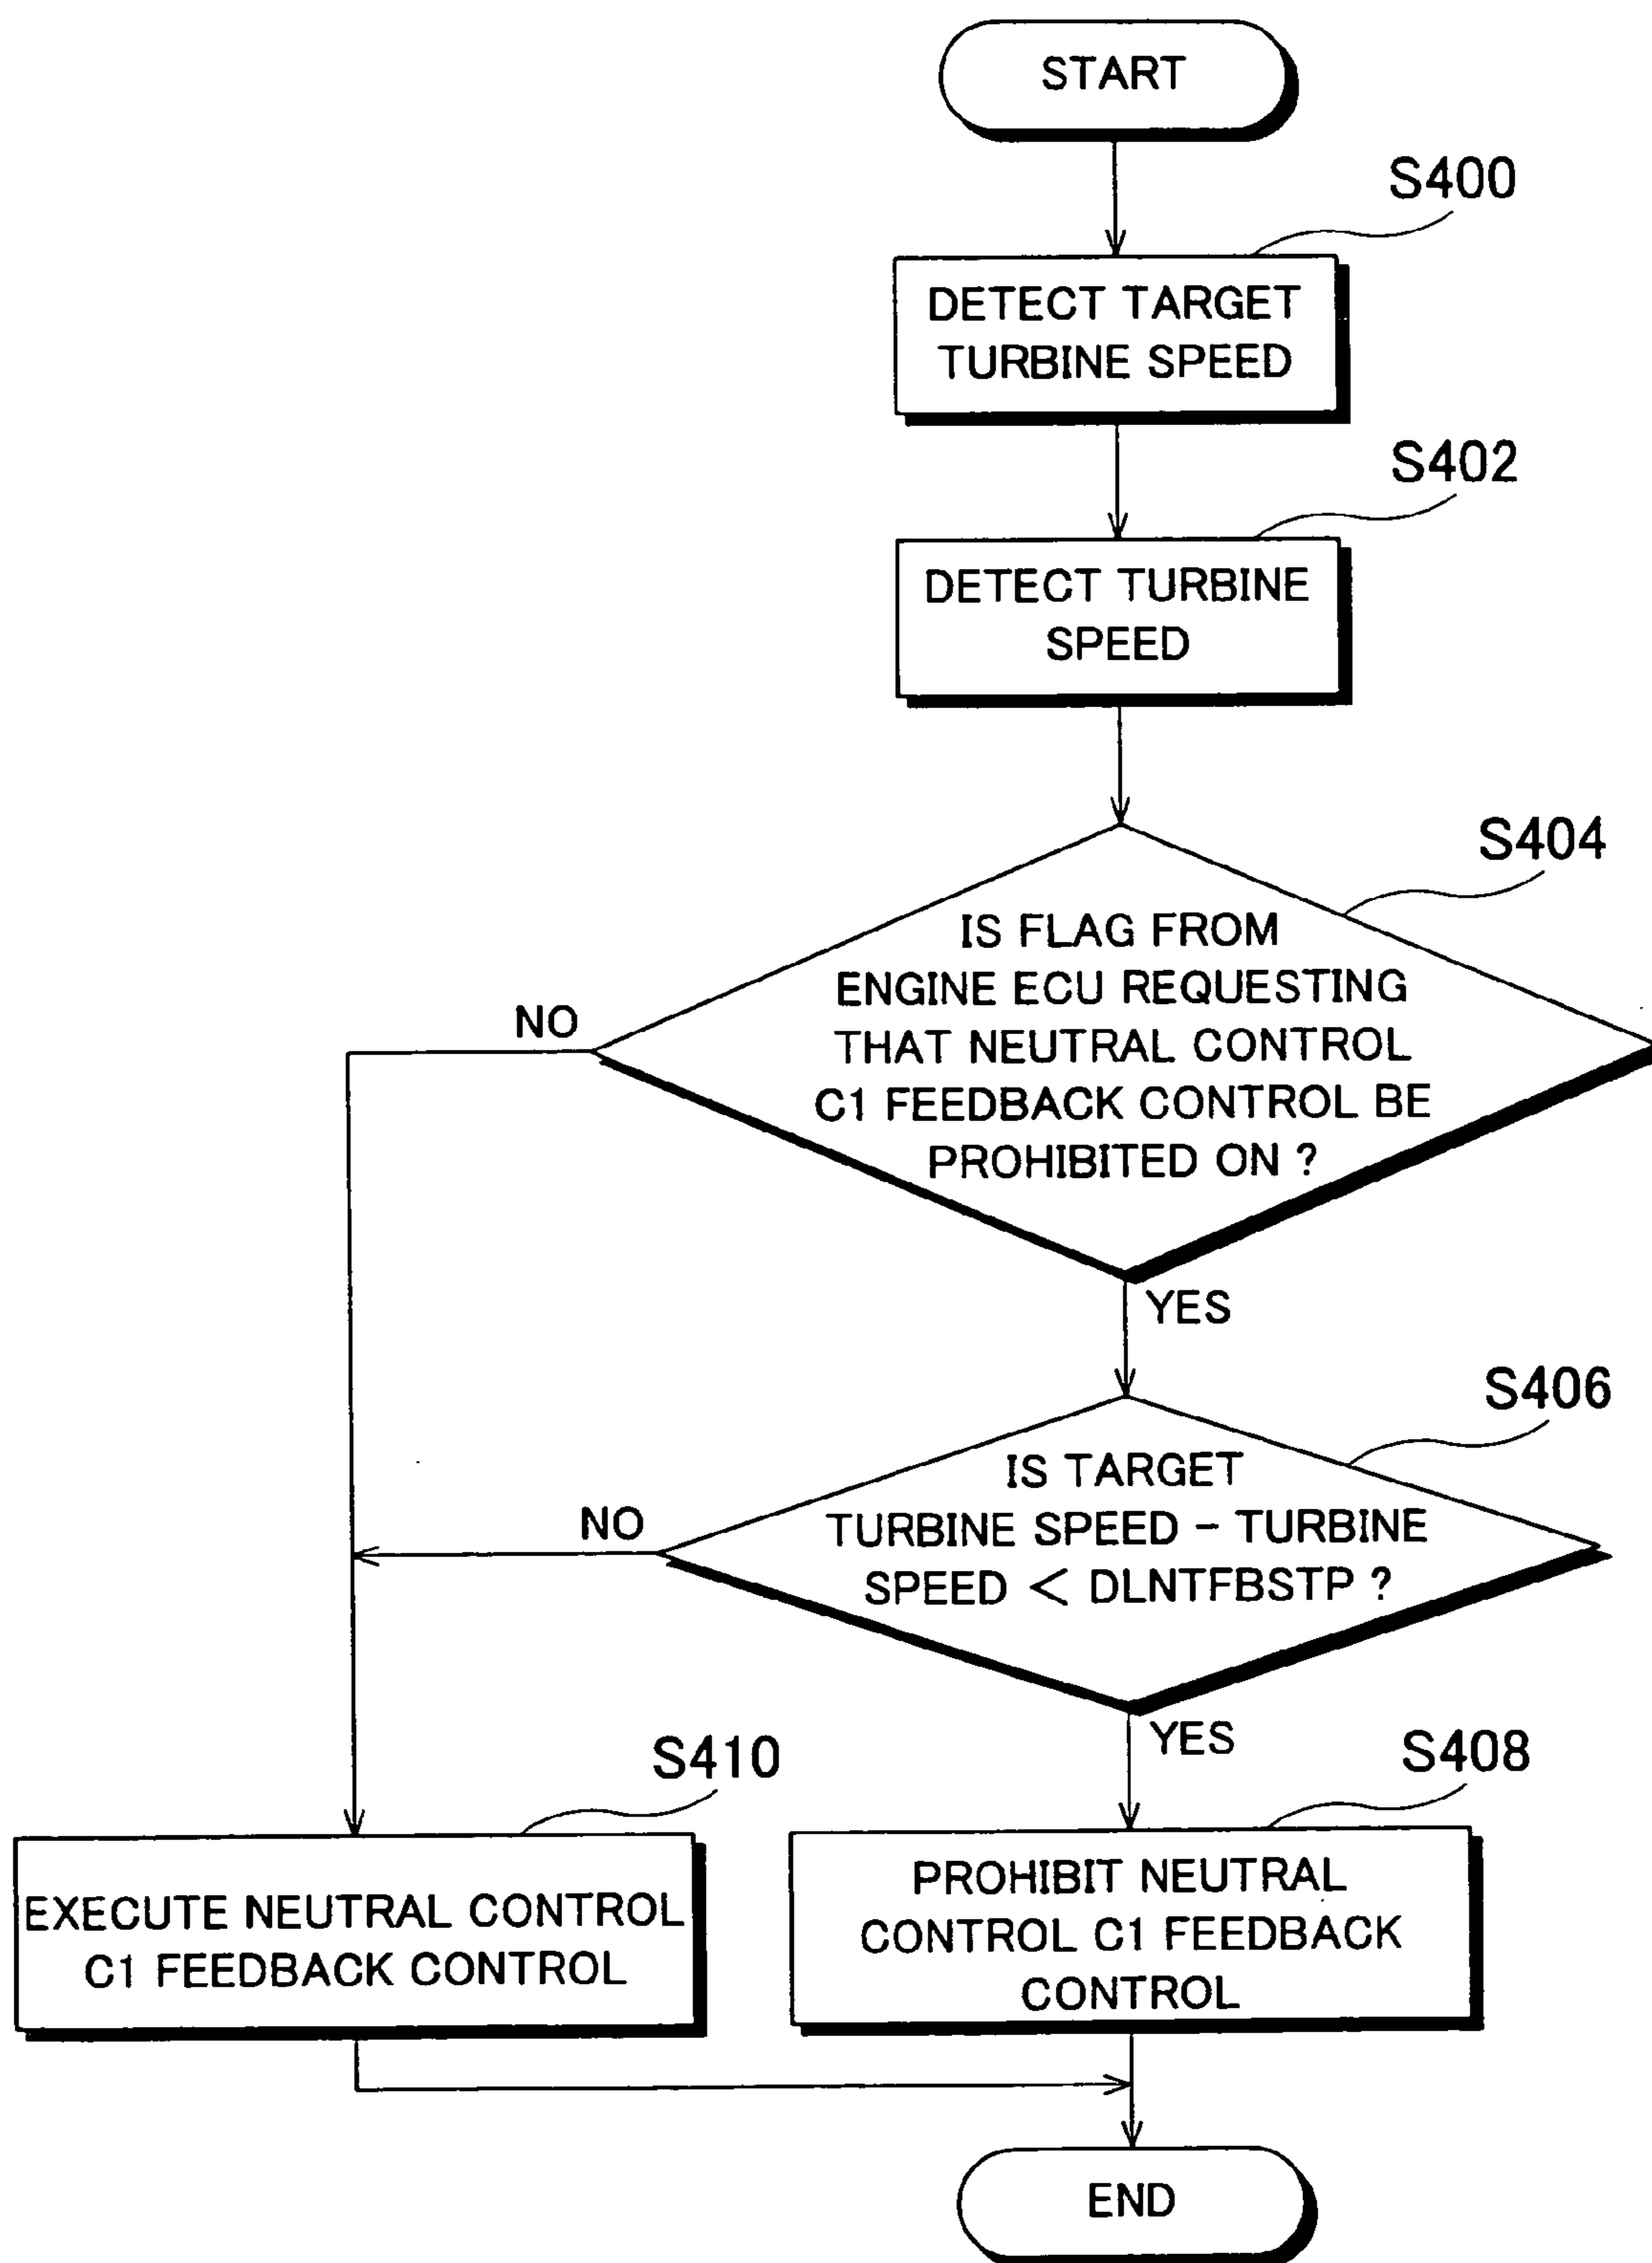 START
S400
DETECT TARGET
TURBINE SPEED
S402
DETECT TURBINE
SPEED
S404
IS FLAG FROM
ENGINE ECU REQUESTING
THAT NEUTRAL CONTROL
C1 FEEDBACK CONTROL BE
PROHIBITED ON ?
NO
YES
S406
IS TARGET
TURBINE SPEED - TURBINE
SPEED < DLNTFBSTP ?
NO
YES
S410
EXECUTE NEUTRAL CONTROL
C1 FEEDBACK CONTROL
S408
PROHIBIT NEUTRAL
CONTROL C1 FEEDBACK
CONTROL
END